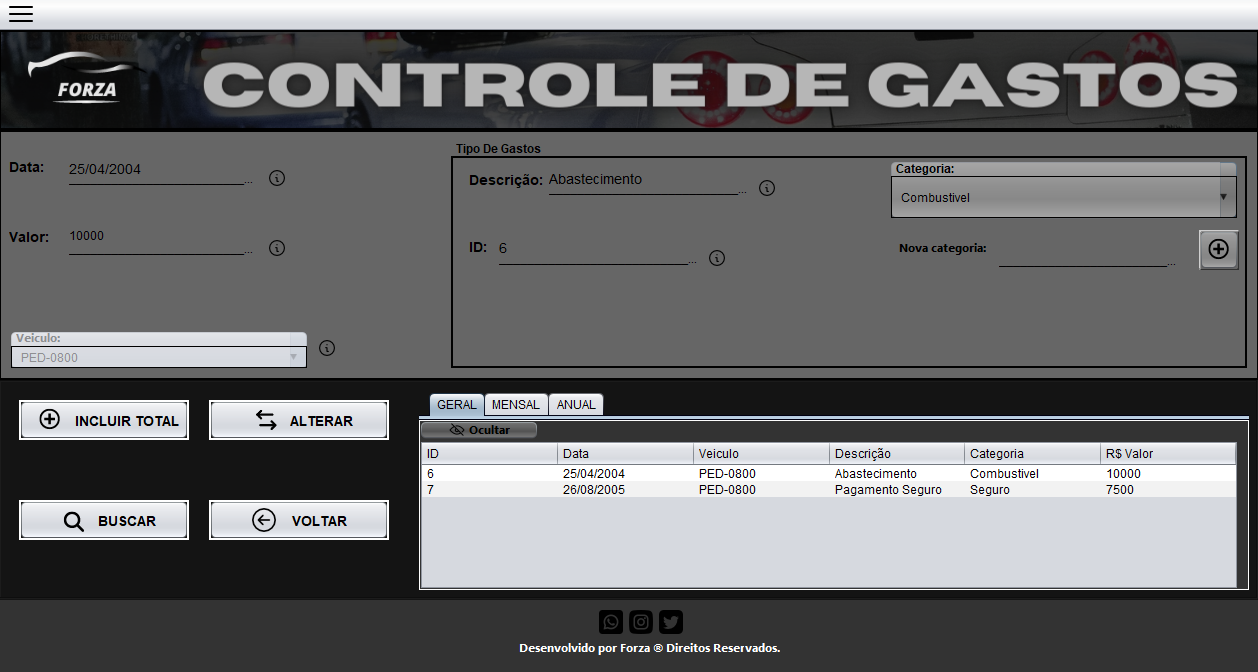 FORZA
CONTROLE DE GASTOS
Data: 25/04/2004 ...
Valor: 10000 ...
Veiculo:
PED-0800
Tipo De Gastos
Descrição: Abastecimento ...
ID: 6 ...
Categoria:
Combustivel
Nova categoria: ...
INCLUIR TOTAL
ALTERAR
BUSCAR
VOLTAR
GERAL MENSAL ANUAL
Ocultar
ID Data Veiculo Descrição Categoria R$ Valor
6 25/04/2004 PED-0800 Abastecimento Combustivel 10000
7 26/08/2005 PED-0800 Pagamento Seguro Seguro 7500
Desenvolvido por Forza ® Direitos Reservados.